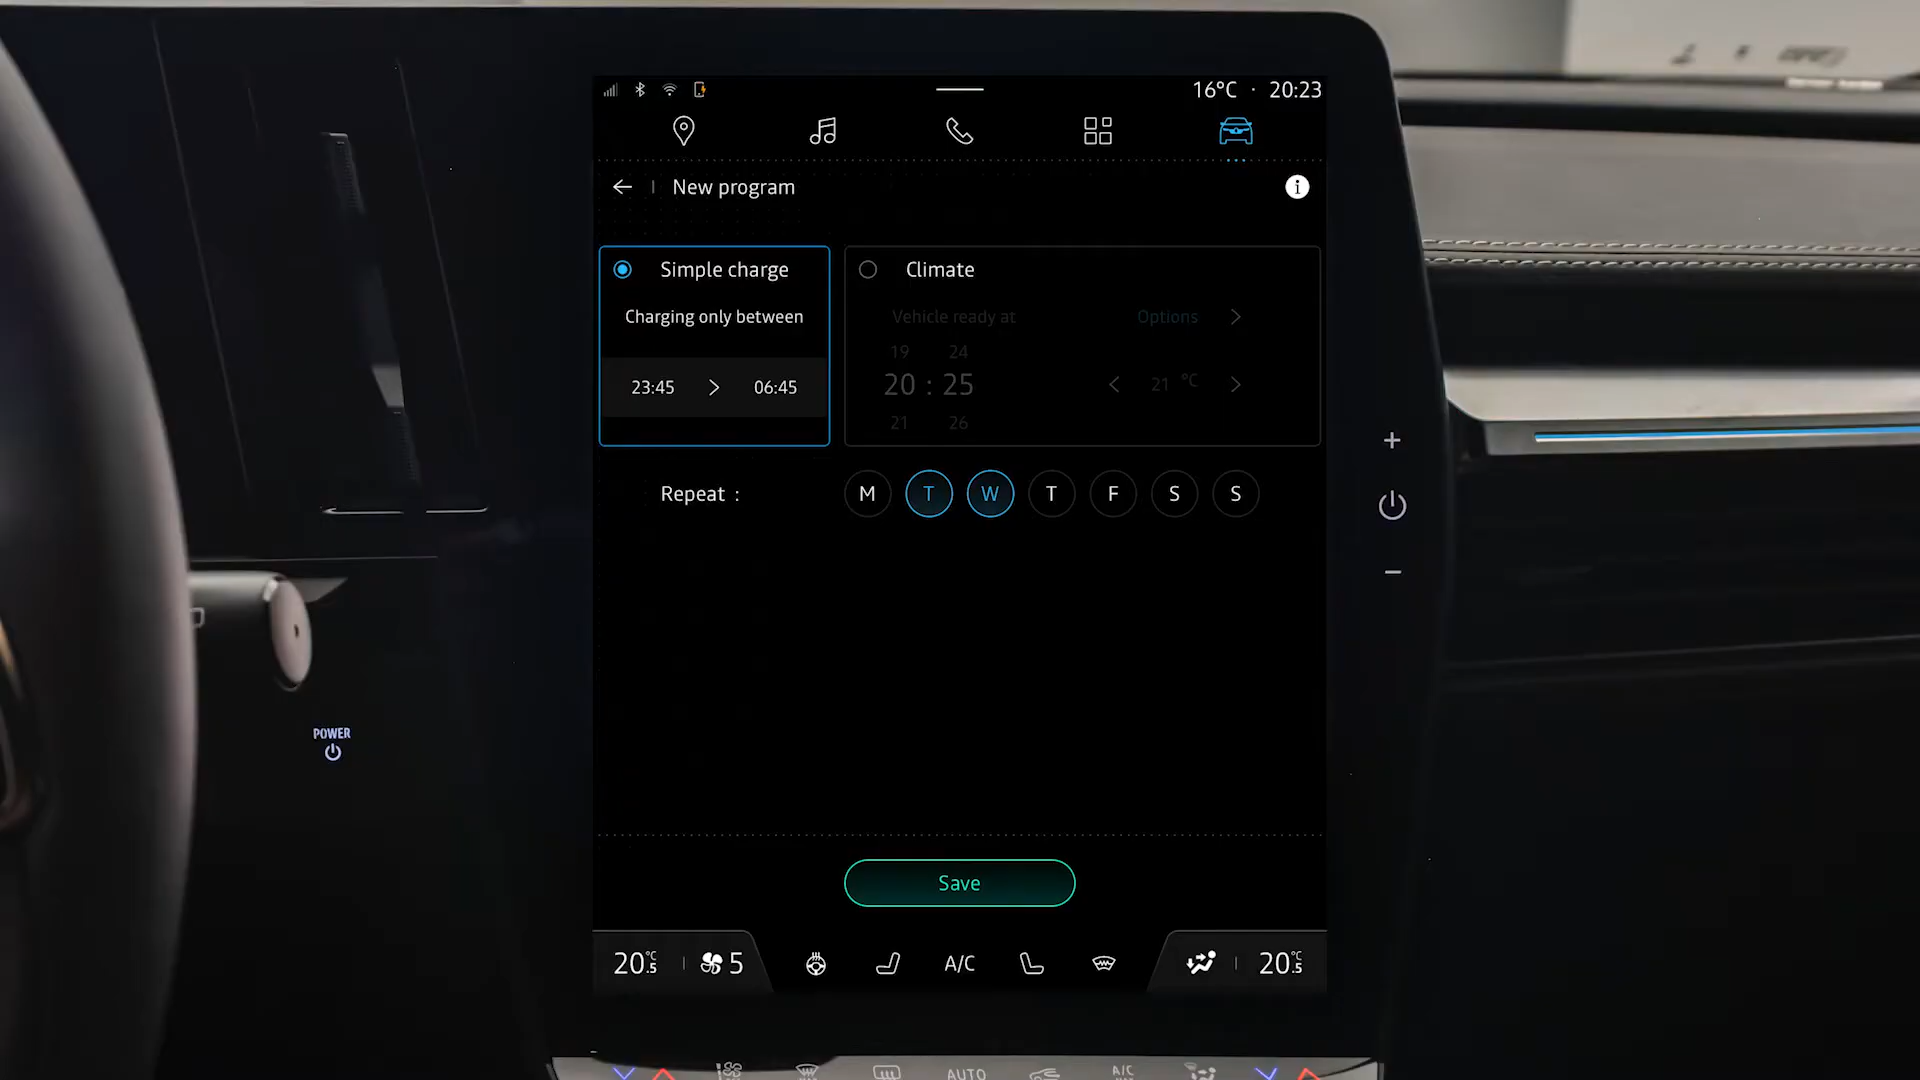 16°C · 20:23
New program
Simple charge
Charging only between
23:45 > 06:45
Climate
Vehicle ready at
Options >
19 24
20 : 25
21 26
< 21 °C >
Repeat :
M T W T F S S
Save
20.5 °C
5
A/C
20.5 °C
+
−
POWER
AUTO
A/C